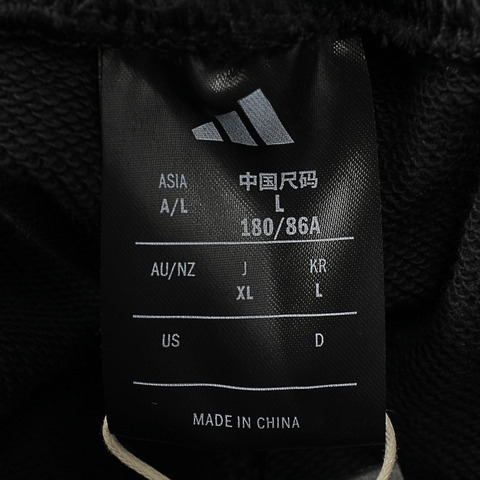 ASIA 中国尺码
A/L L
180/86A
AU/NZ J KR
XL L
US D
MADE IN CHINA